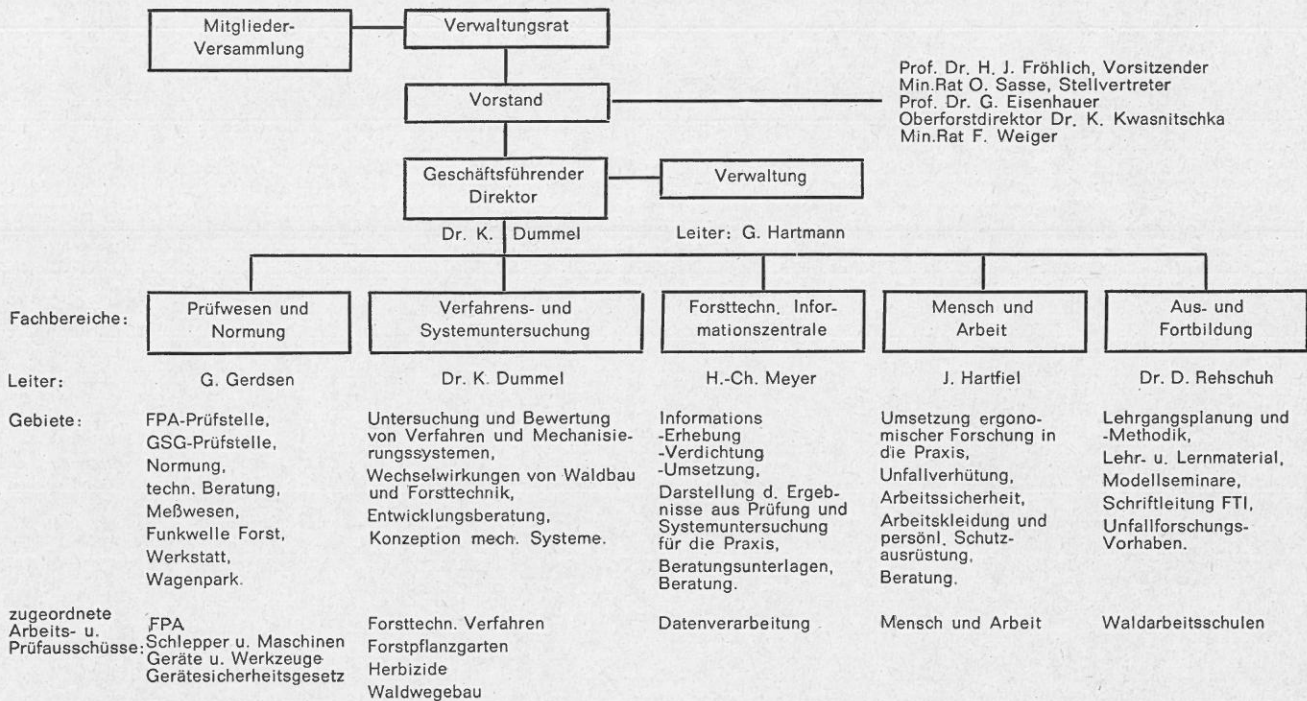 Mitglieder-
Versammlung
Verwaltungsrat
Vorstand
Prof. Dr. H. J. Fröhlich, Vorsitzender
Min.Rat O. Sasse, Stellvertreter
Prof. Dr. G. Eisenhauer
Oberforstdirektor Dr. K. Kwasnitschka
Min.Rat F. Weiger
Geschäftsführender
Direktor
Verwaltung
Dr. K. Dummel
Leiter: G. Hartmann
Fachbereiche:
Prüfwesen und
Normung
Verfahrens- und
Systemuntersuchung
Forsttechn. Infor-
mationszentrale
Mensch und
Arbeit
Aus- und
Fortbildung
Leiter:
G. Gerdsen
Dr. K. Dummel
H.-Ch. Meyer
J. Hartfiel
Dr. D. Rehschuh
Gebiete:
FPA-Prüfstelle,
GSG-Prüfstelle,
Normung,
techn. Beratung,
Meßwesen,
Funkwelle Forst,
Werkstatt,
Wagenpark.
Untersuchung und Bewertung
von Verfahren und Mechanisie-
rungssystemen,
Wechselwirkungen von Waldbau
und Forsttechnik,
Entwicklungsberatung,
Konzeption mech. Systeme.
Informations
-Erhebung
-Verdichtung
-Umsetzung,
Darstellung d. Ergeb-
nisse aus Prüfung und
Systemuntersuchung
für die Praxis,
Beratungsunterlagen,
Beratung.
Umsetzung ergono-
mischer Forschung in
die Praxis,
Unfallverhütung,
Arbeitssicherheit,
Arbeitskleidung und
persönl. Schutz-
ausrüstung,
Beratung.
Lehrgangsplanung und
-Methodik,
Lehr- u. Lernmaterial,
Modellseminare,
Schriftleitung FTI,
Unfallforschungs-
Vorhaben.
zugeordnete
Arbeits- u.
Prüfausschüsse:
FPA
Schlepper u. Maschinen
Geräte u. Werkzeuge
Gerätesicherheitsgesetz
Forsttechn. Verfahren
Forstpflanzgarten
Herbizide
Waldwegebau
Datenverarbeitung
Mensch und Arbeit
Waldarbeitsschulen